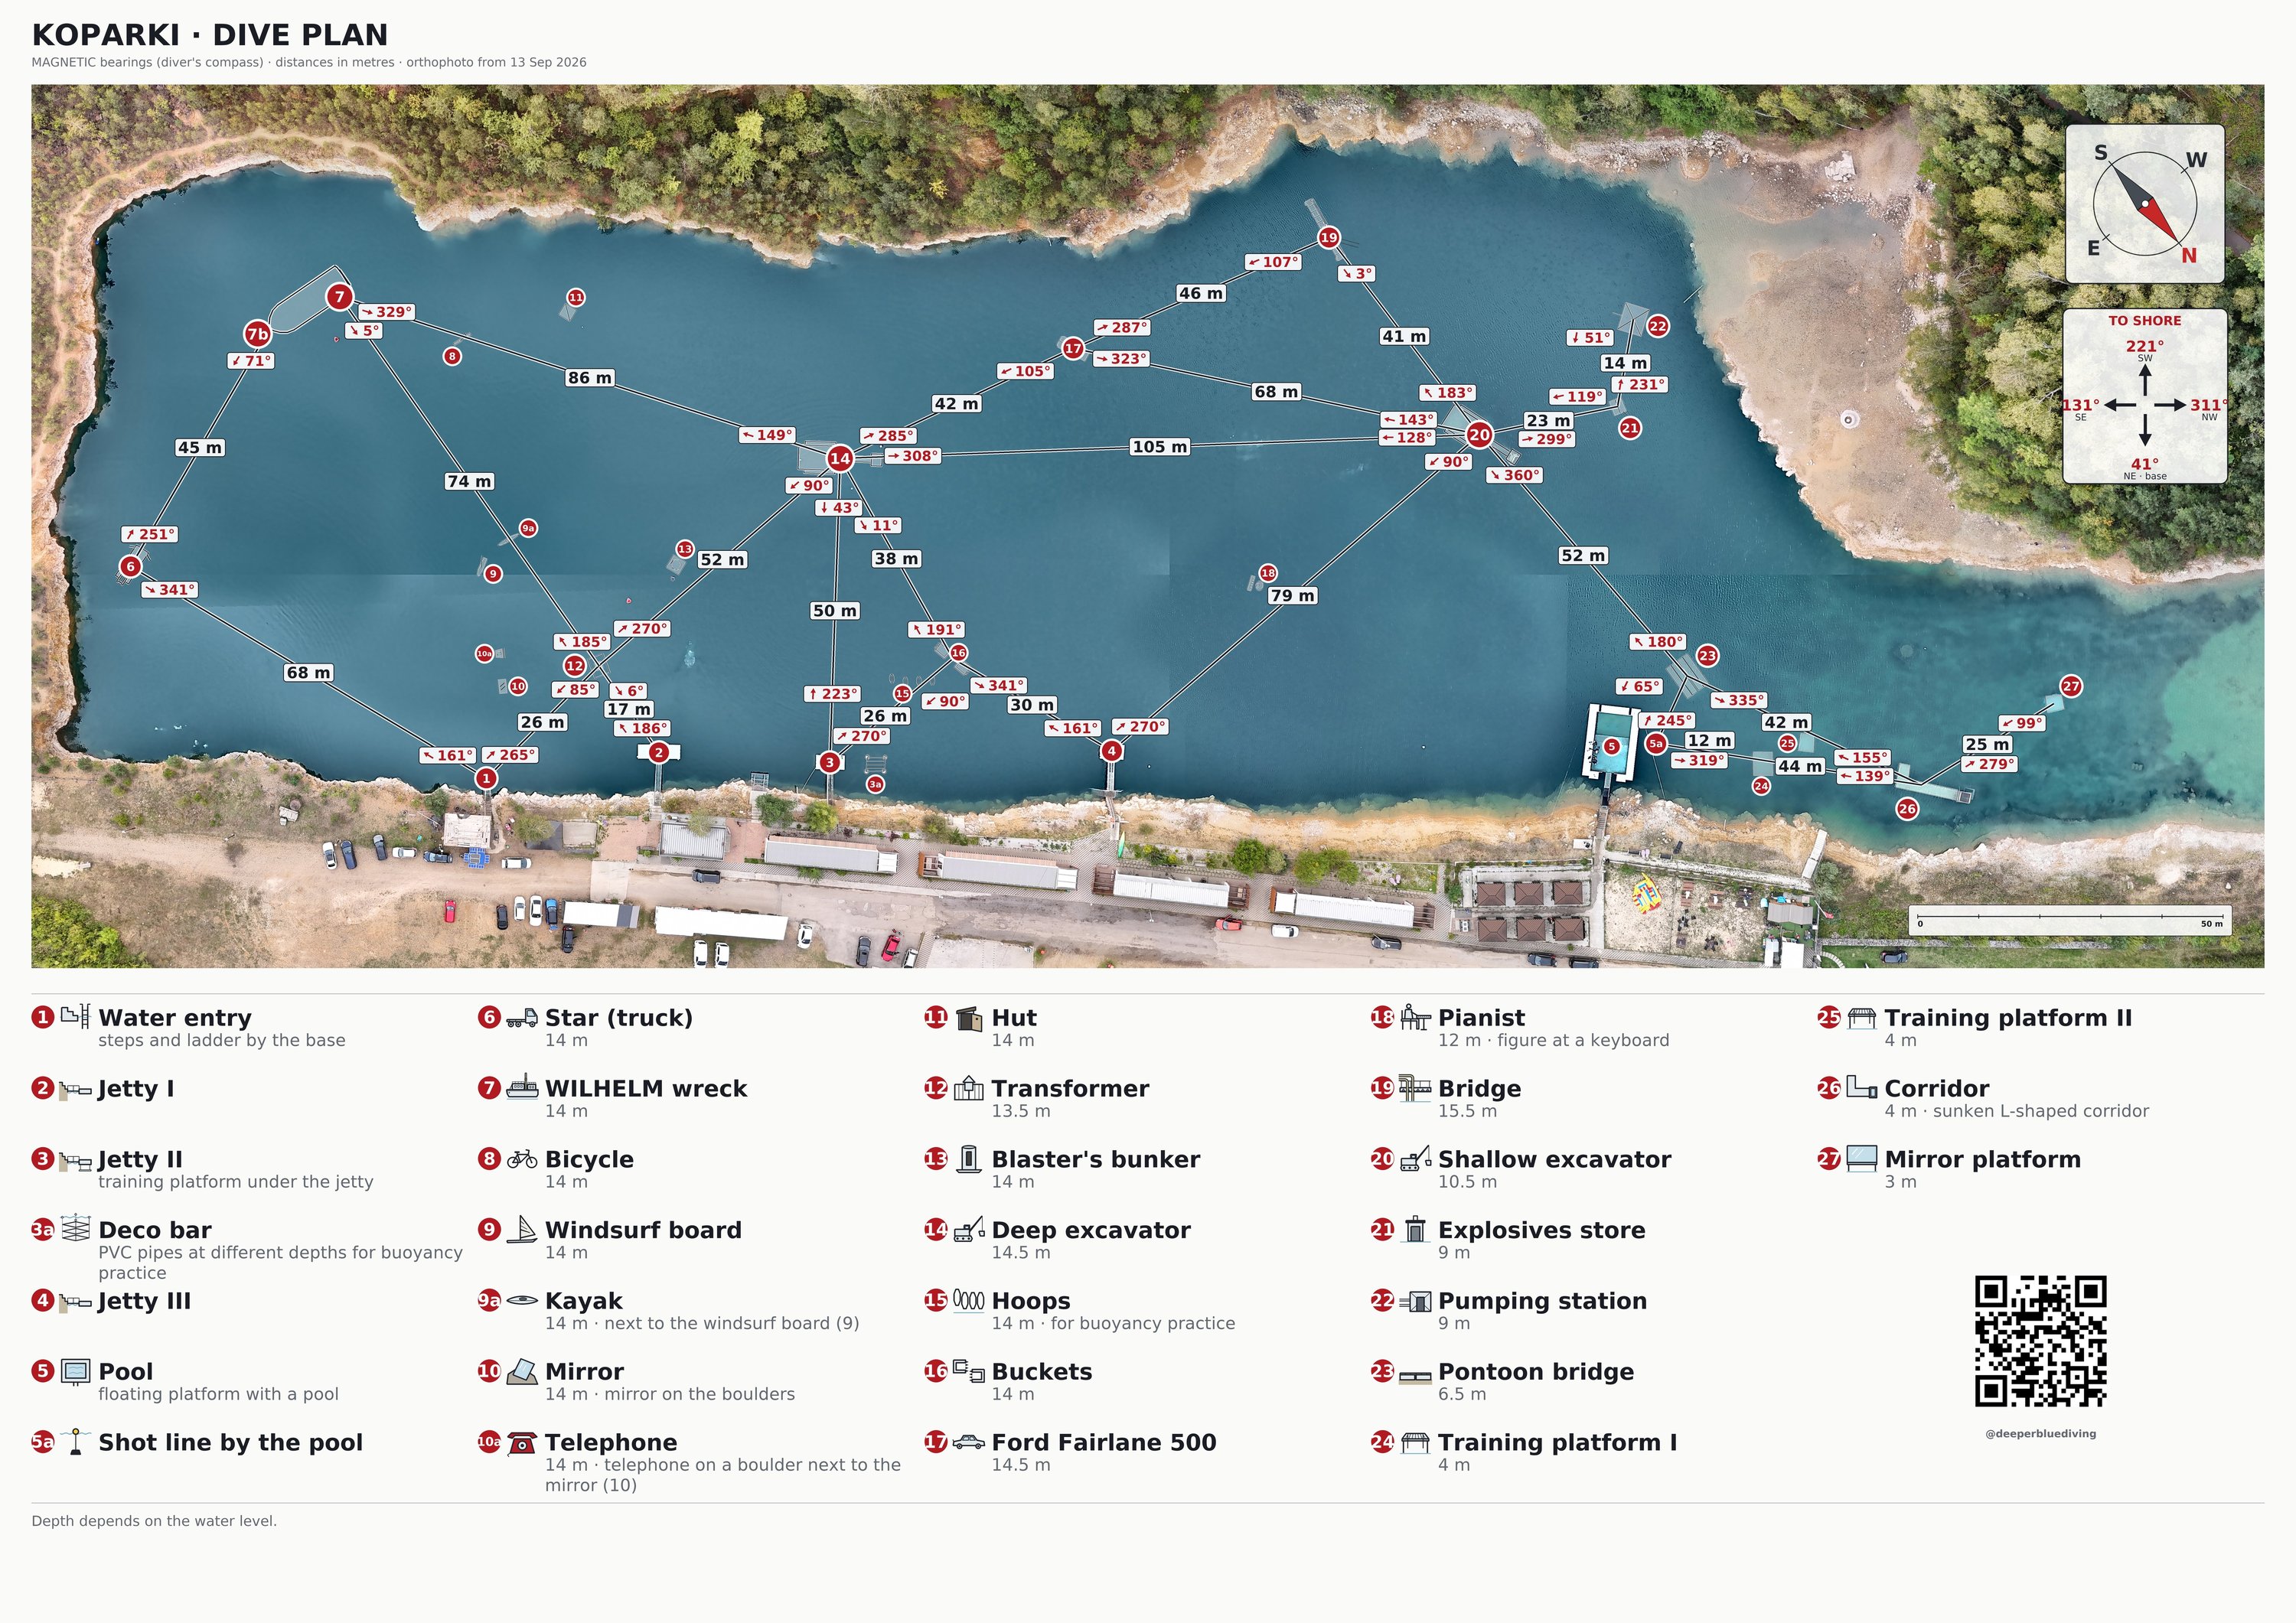 KOPARKI · DIVE PLAN
MAGNETIC bearings (diver's compass) · distances in metres · orthophoto from 13 Sep 2026
S
W
E
N
TO SHORE
221°
SW
131°
SE
311°
NW
41°
NE · base
19
107°
3°
46 m
7
329°
11
5°
7b
71°
8
287°
17
323°
105°
41 m
22
51°
14 m
86 m
42 m
68 m
183°
231°
119°
143°
23 m
21
149°
285°
128°
20
299°
45 m
14
308°
105 m
90°
360°
74 m
90°
43°
11°
251°
9a
13
52 m
38 m
52 m
6
341°
9
18
79 m
50 m
270°
191°
185°
180°
10a
12
16
23
68 m
10
85°
6°
223°
15
90°
341°
65°
335°
27
17 m
26 m
26 m
30 m
245°
42 m
99°
186°
270°
161°
270°
5
5a
12 m
25
25 m
161°
265°
2
3
4
319°
44 m
155°
279°
1
3a
24
139°
26
0
50 m
1 Water entry
steps and ladder by the base
2 Jetty I
3 Jetty II
training platform under the jetty
3a Deco bar
PVC pipes at different depths for buoyancy
practice
4 Jetty III
5 Pool
floating platform with a pool
5a Shot line by the pool
6 Star (truck)
14 m
7 WILHELM wreck
14 m
8 Bicycle
14 m
9 Windsurf board
14 m
9a Kayak
14 m · next to the windsurf board (9)
10 Mirror
14 m · mirror on the boulders
10a Telephone
14 m · telephone on a boulder next to the
mirror (10)
11 Hut
14 m
12 Transformer
13.5 m
13 Blaster's bunker
14 m
14 Deep excavator
14.5 m
15 Hoops
14 m · for buoyancy practice
16 Buckets
14 m
17 Ford Fairlane 500
14.5 m
18 Pianist
12 m · figure at a keyboard
19 Bridge
15.5 m
20 Shallow excavator
10.5 m
21 Explosives store
9 m
22 Pumping station
9 m
23 Pontoon bridge
6.5 m
24 Training platform I
4 m
25 Training platform II
4 m
26 Corridor
4 m · sunken L-shaped corridor
27 Mirror platform
3 m
@deeperbluediving
Depth depends on the water level.